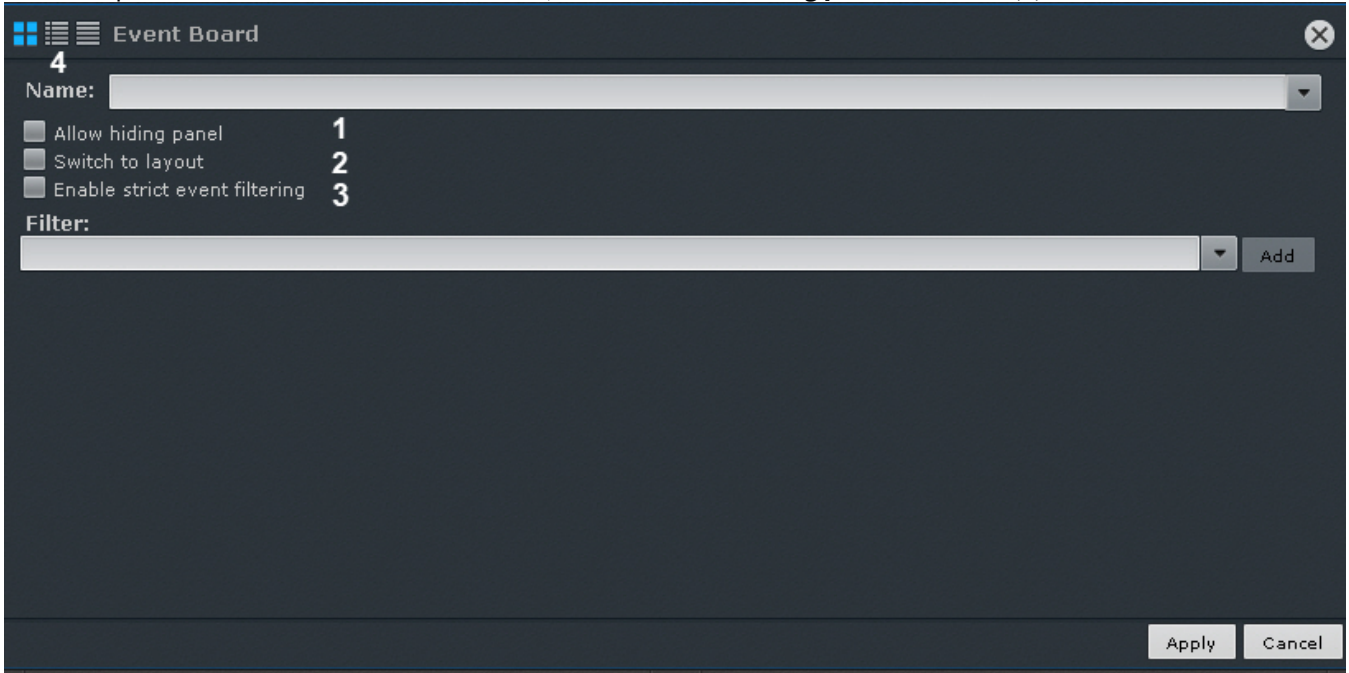 Event Board
4
Name:
Allow hiding panel 1
Switch to layout 2
Enable strict event filtering 3
Filter:
Add
Apply Cancel